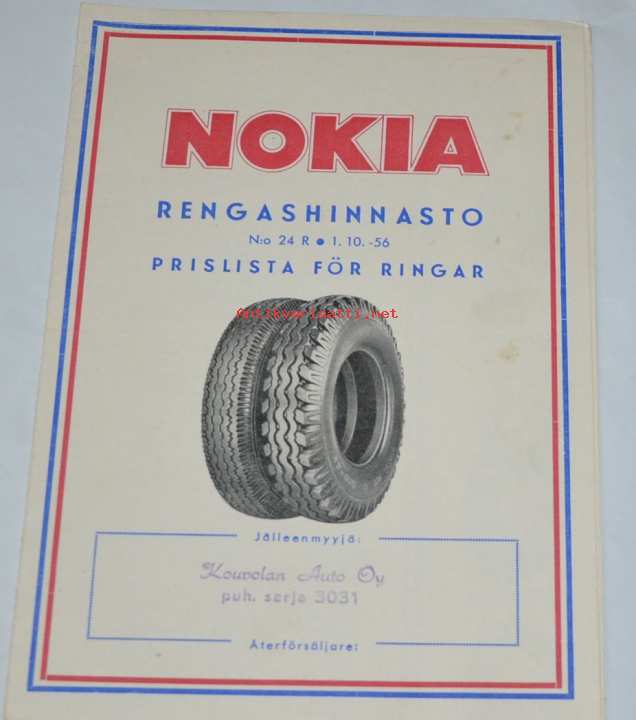 NOKIA
RENGASHINNASTO
N:o 24 R • 1. 10. -56
PRISLISTA FÖR RINGAR
Antikvariaatti.net
Jälleenmyyjä:
Kouvolan Auto Oy
puh. sarja 3031
Återförsäljare: